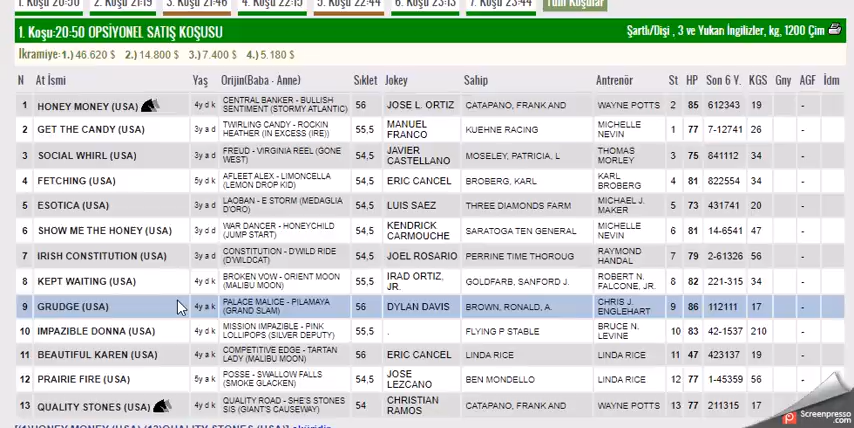 1. Koşu 20:50 2. Koşu 21:19 3. Koşu 21:46 4. Koşu 22:15 5. Koşu 22:44 6. Koşu 23:13 7. Koşu 23:44 Tüm Koşular
1. Koşu:20:50 OPSİYONEL SATIŞ KOŞUSU Şartlı/Dişi , 3 ve Yukarı İngilizler, kg, 1200 Çim
İkramiye:1.) 46.620 $ 2.) 14.800 $ 3.) 7.400 $ 4.) 5.180 $
N At İsmi Yaş Orijin(Baba - Anne) Sıklet Jokey Sahip Antrenör St HP Son 6 Y. KGS Gny AGF İdm
1 HONEY MONEY (USA) 4y d k CENTRAL BANKER - BULLISH SENTIMENT (STORMY ATLANTIC) 56 JOSE L. ORTIZ CATAPANO, FRANK AND WAYNE POTTS 2 85 612343 19 -
2 GET THE CANDY (USA) 3y a d TWIRLING CANDY - ROCKIN HEATHER (IN EXCESS (IRE)) 55,5 MANUEL FRANCO KUEHNE RACING MICHELLE NEVIN 1 77 7-12741 26 -
3 SOCIAL WHIRL (USA) 3y a d FREUD - VIRGINIA REEL (GONE WEST) 54,5 JAVIER CASTELLANO MOSELEY, PATRICIA, L THOMAS MORLEY 3 75 841112 34 -
4 FETCHING (USA) 5y d k AFLEET ALEX - LIMONCELLA (LEMON DROP KID) 54,5 ERIC CANCEL BROBERG, KARL KARL BROBERG 4 81 822554 34 -
5 ESOTICA (USA) 3y a d LAOBAN - E STORM (MEDAGLIA D'ORO) 54,5 LUIS SAEZ THREE DIAMONDS FARM MICHAEL J. MAKER 5 73 431741 20 -
6 SHOW ME THE HONEY (USA) 3y d d WAR DANCER - HONEYCHILD (JUMP START) 54,5 KENDRICK CARMOUCHE SARATOGA TEN GENERAL MICHELLE NEVIN 6 81 14-6541 47 -
7 IRISH CONSTITUTION (USA) 3y a d CONSTITUTION - D'WILD RIDE (D'WILDCAT) 54,5 JOEL ROSARIO PERRINE TIME THOROUG RAYMOND HANDAL 7 79 2-61326 56 -
8 KEPT WAITING (USA) 4y d k BROKEN VOW - ORIENT MOON (MALIBU MOON) 55,5 IRAD ORTIZ, JR. GOLDFARB, SANFORD J. ROBERT N. FALCONE, JR. 8 82 221-315 34 -
9 GRUDGE (USA) 4y a k PALACE MALICE - PILAMAYA (GRAND SLAM) 56 DYLAN DAVIS BROWN, RONALD, A. CHRIS J. ENGLEHART 9 86 112111 17 -
10 IMPAZIBLE DONNA (USA) 4y a k MISSION IMPAZIBLE - PINK LOLLIPOPS (SILVER DEPUTY) 55,5 . FLYING P STABLE BRUCE N. LEVINE 10 83 42-1537 210 -
11 BEAUTIFUL KAREN (USA) 4y a k COMPETITIVE EDGE - TARTAN LADY (MALIBU MOON) 56 ERIC CANCEL LINDA RICE LINDA RICE 11 47 423137 19 -
12 PRAIRIE FIRE (USA) 5y a k POSSE - SWALLOW FALLS (SMOKE GLACKEN) 54,5 JOSE LEZCANO BEN MONDELLO LINDA RICE 12 77 1-45359 56 -
13 QUALITY STONES (USA) 4y d k QUALITY ROAD - SHE'S STONES SIS (GIANT'S CAUSEWAY) 54 CHRISTIAN RAMOS CATAPANO, FRANK AND WAYNE POTTS 13 77 211315 17 -
[(1)HONEY MONEY (USA),(13)QUALITY STONES (USA)] eküridir.
Screenpresso.com